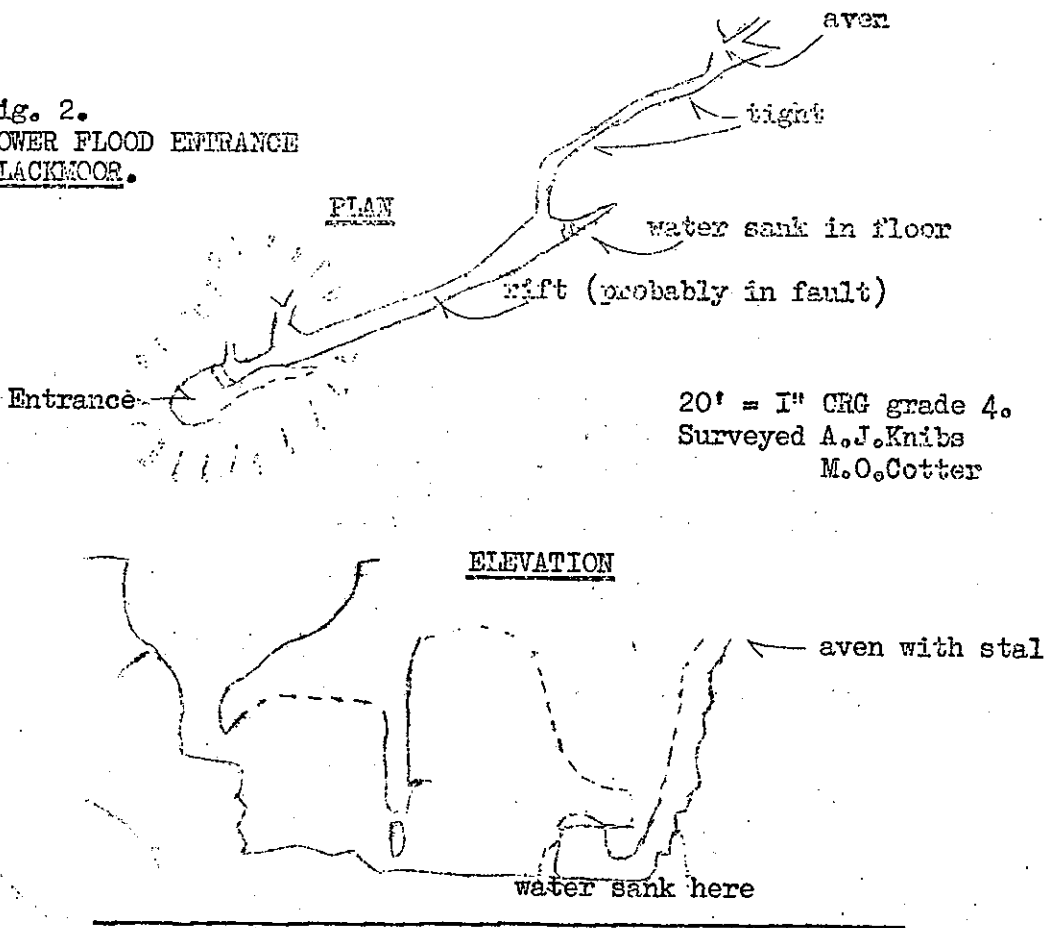 ig. 2.
OWER FLOOD ENTRANCE
LACKMOOR.
PLAN
aven
tight
water sank in floor
rift (probably in fault)
Entrance
20' = I" CRG grade 4.
Surveyed A.J.Knibs
M.O.Cotter
ELEVATION
aven with stal
water sank here